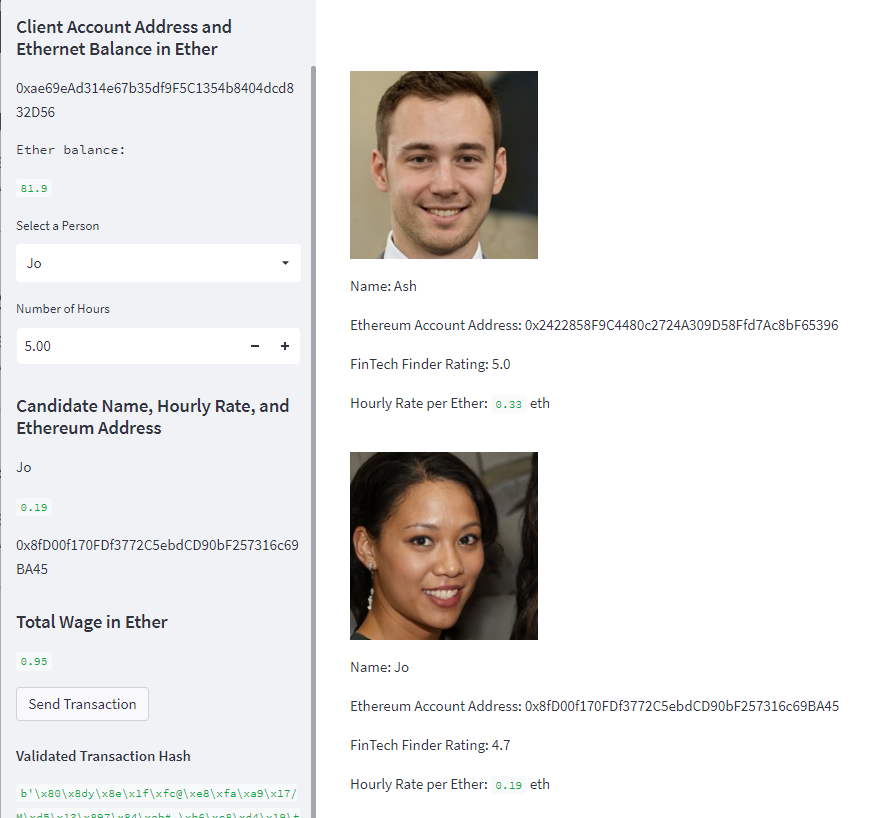 Client Account Address and
Ethernet Balance in Ether
0xae69eAd314e67b35df9F5C1354b8404dcd8
32D56
Ether balance:
81.9
Select a Person
Jo
Number of Hours
5.00
− +
Candidate Name, Hourly Rate, and
Ethereum Address
Jo
0.19
0x8fD00f170FDf3772C5ebdCD90bF257316c69
BA45
Total Wage in Ether
0.95
Send Transaction
Validated Transaction Hash
b'\x80\x8dy\x8e\x1f\xfc@\xe8\xfa\xa9\x17/
Name: Ash
Ethereum Account Address: 0x2422858F9C4480c2724A309D58Ffd7Ac8bF65396
FinTech Finder Rating: 5.0
Hourly Rate per Ether: 0.33 eth
Name: Jo
Ethereum Account Address: 0x8fD00f170FDf3772C5ebdCD90bF257316c69BA45
FinTech Finder Rating: 4.7
Hourly Rate per Ether: 0.19 eth